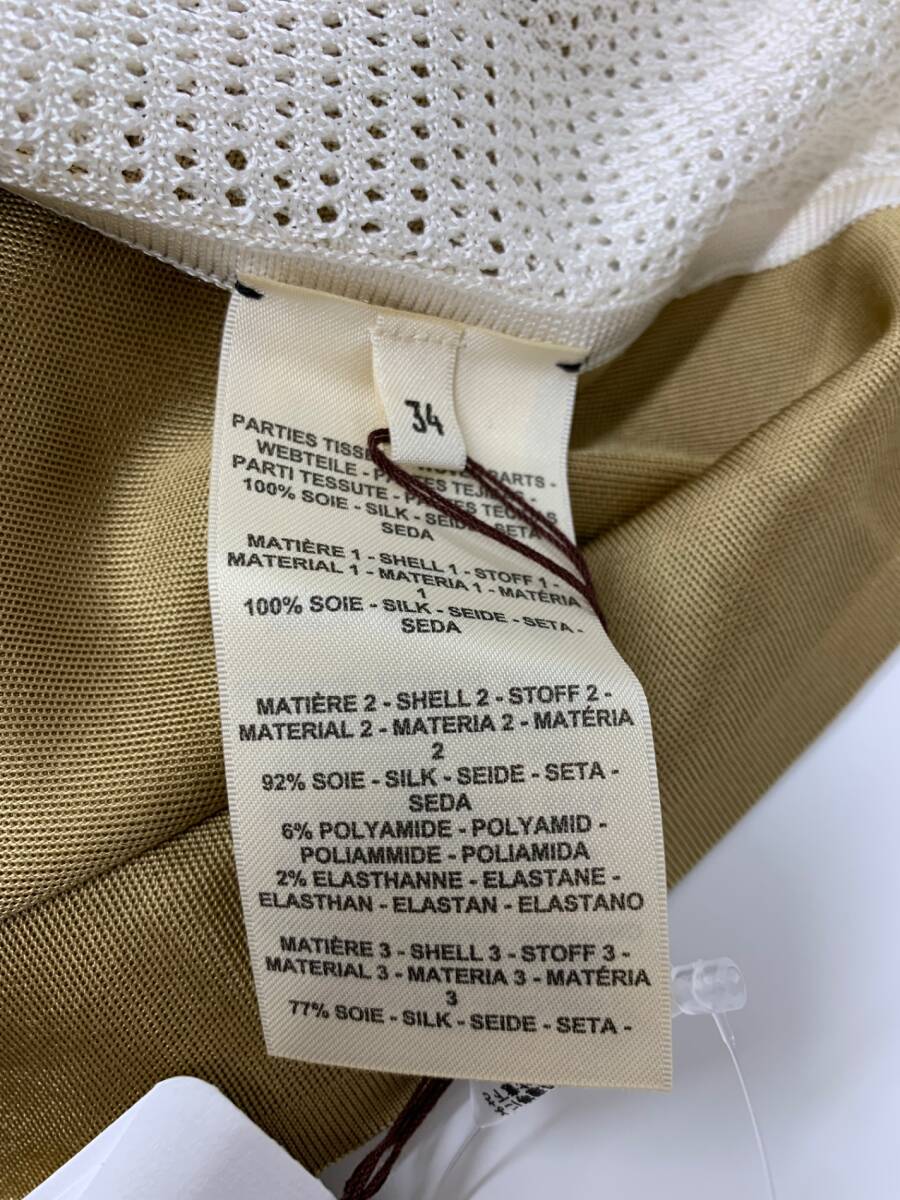 34
PARTIES PARTS -
WEBTEILE -
PARTI TESSUTE -
100% SOIE - SILK - SEIDE - SETA -
SEDA
MATIÈRE 1 - SHELL 1 - STOFF 1 -
MATERIAL 1 - MATERIA 1 - MATÉRIA
1
100% SOIE - SILK - SEIDE - SETA -
SEDA
MATIÈRE 2 - SHELL 2 - STOFF 2 -
MATERIAL 2 - MATERIA 2 - MATÉRIA
2
92% SOIE - SILK - SEIDE - SETA -
SEDA
6% POLYAMIDE - POLYAMID -
POLIAMMIDE - POLIAMIDA
2% ELASTHANNE - ELASTANE -
ELASTHAN - ELASTAN - ELASTANO
MATIÈRE 3 - SHELL 3 - STOFF 3 -
MATERIAL 3 - MATERIA 3 - MATÉRIA
3
77% SOIE - SILK - SEIDE - SETA -